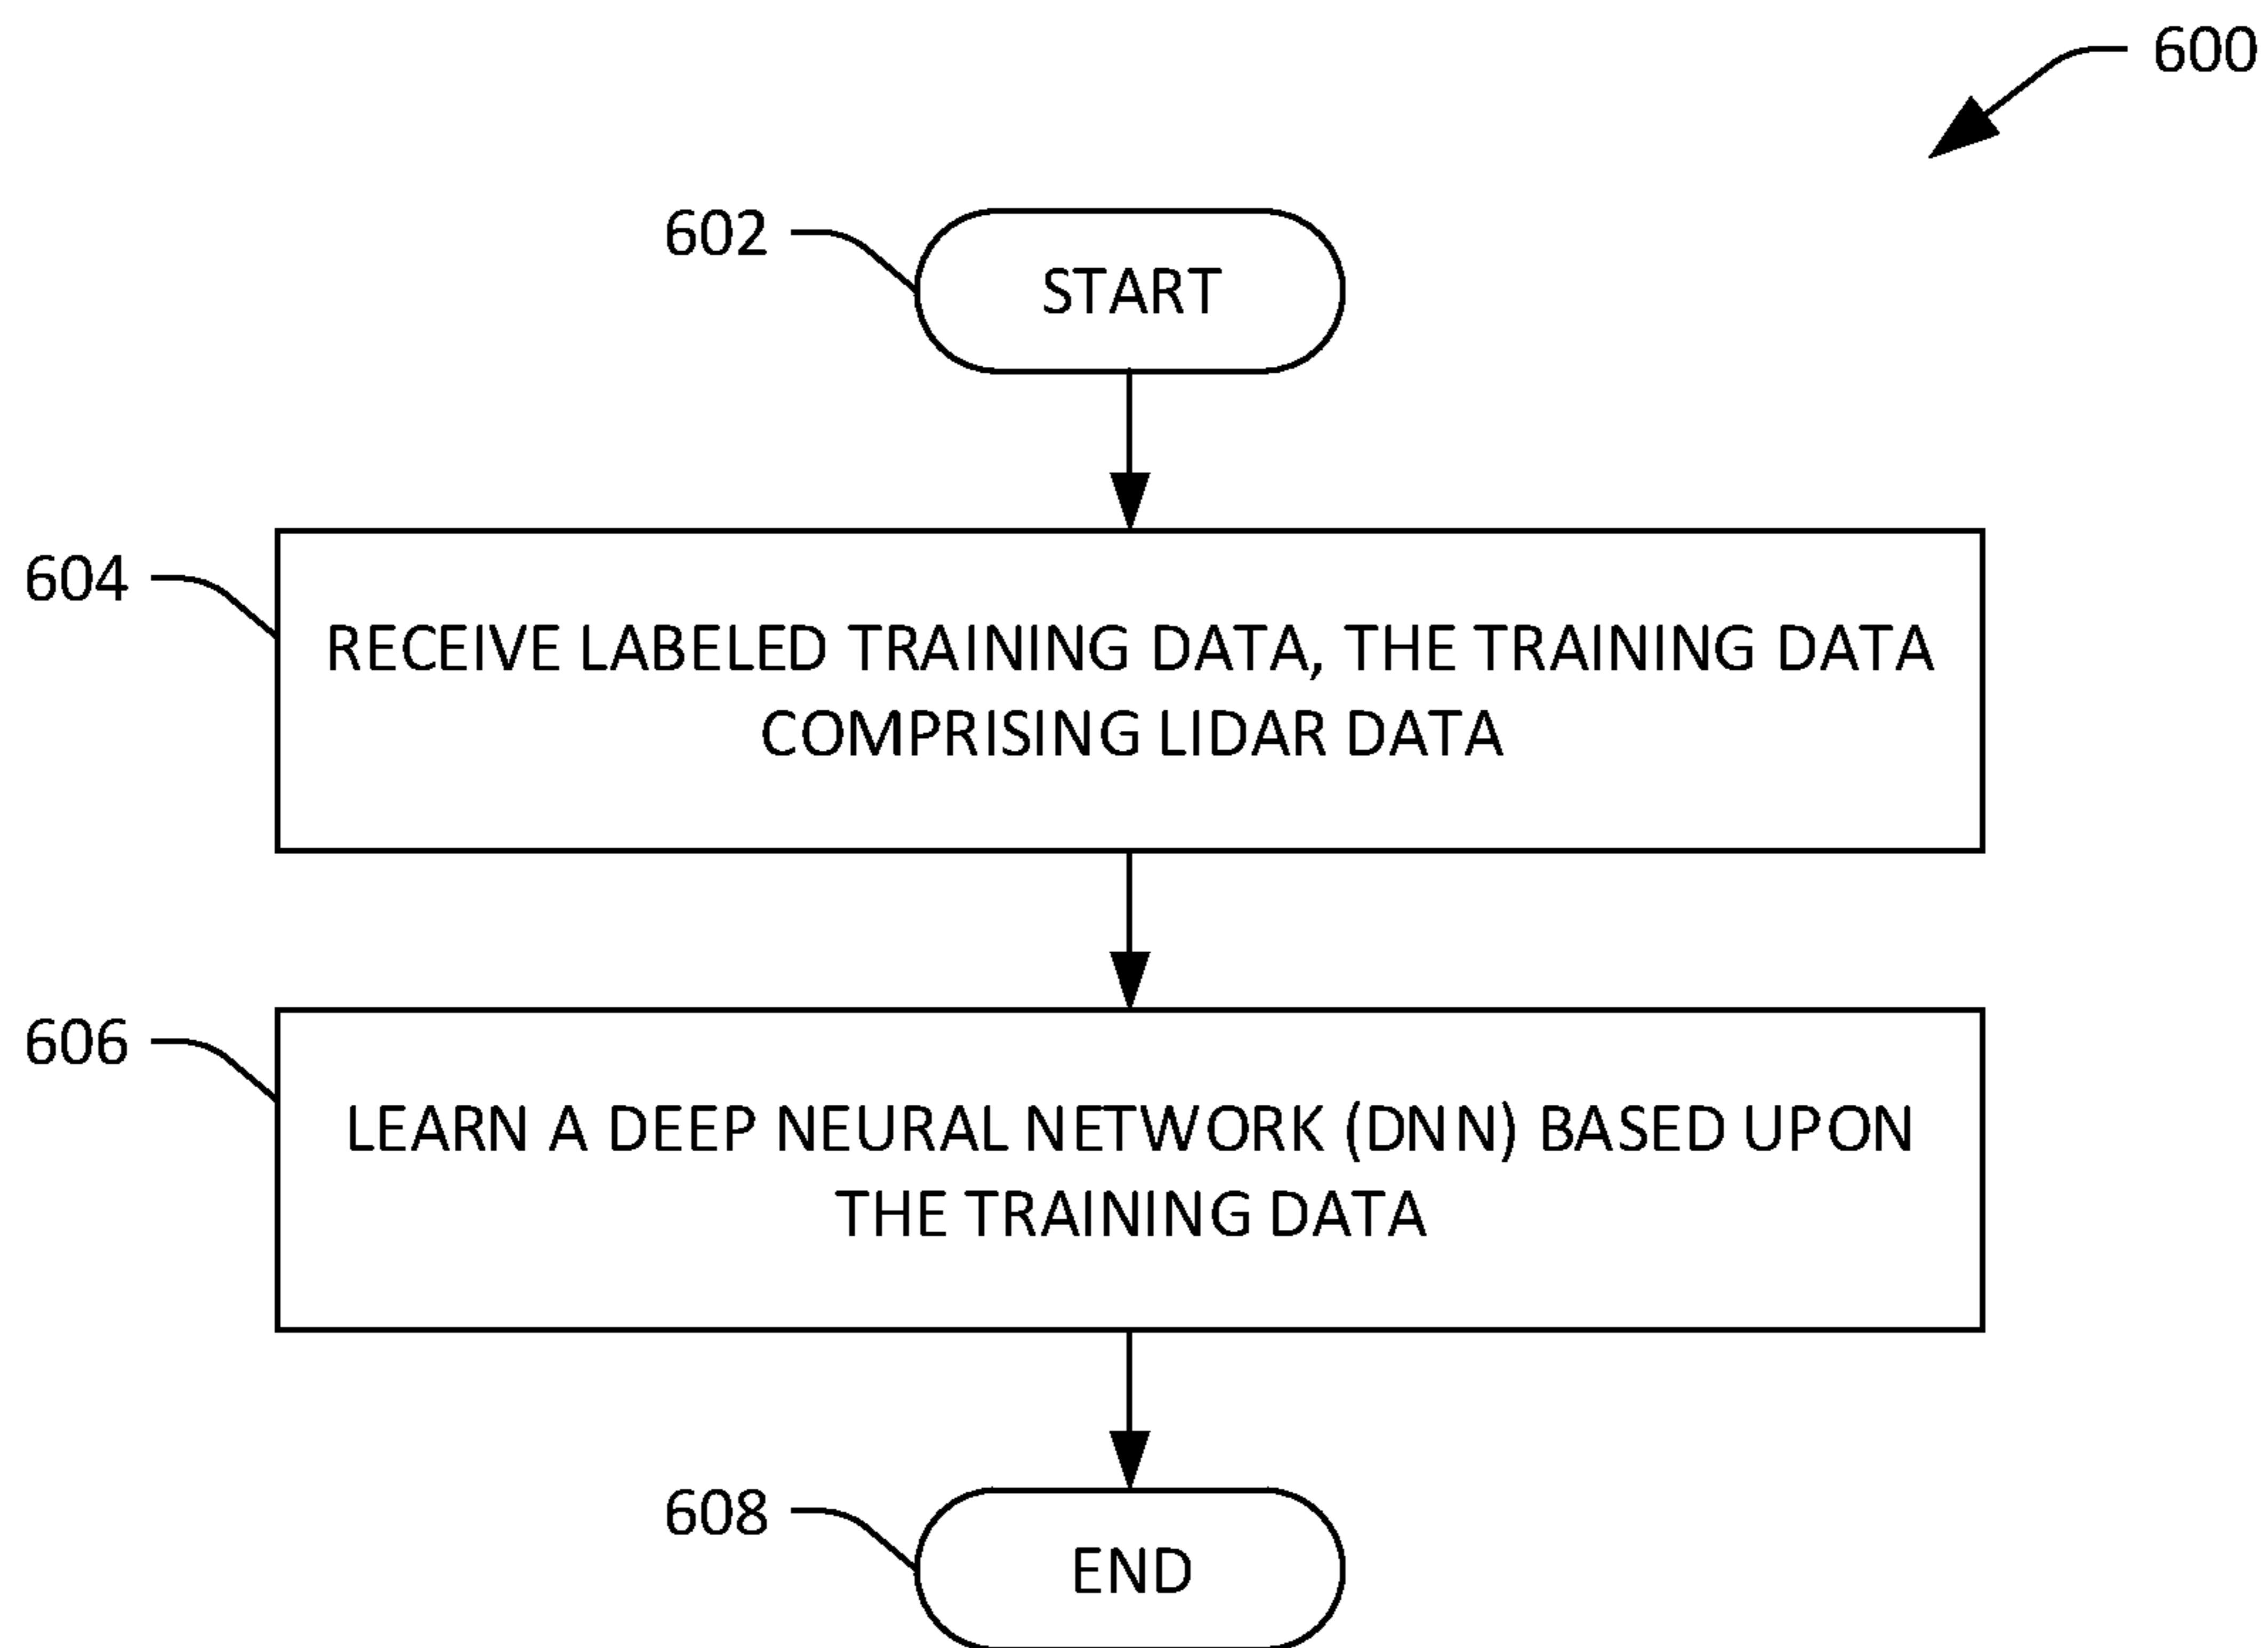 600
602
START
604
RECEIVE LABELED TRAINING DATA, THE TRAINING DATA
COMPRISING LIDAR DATA
606
LEARN A DEEP NEURAL NETWORK (DNN) BASED UPON
THE TRAINING DATA
608
END